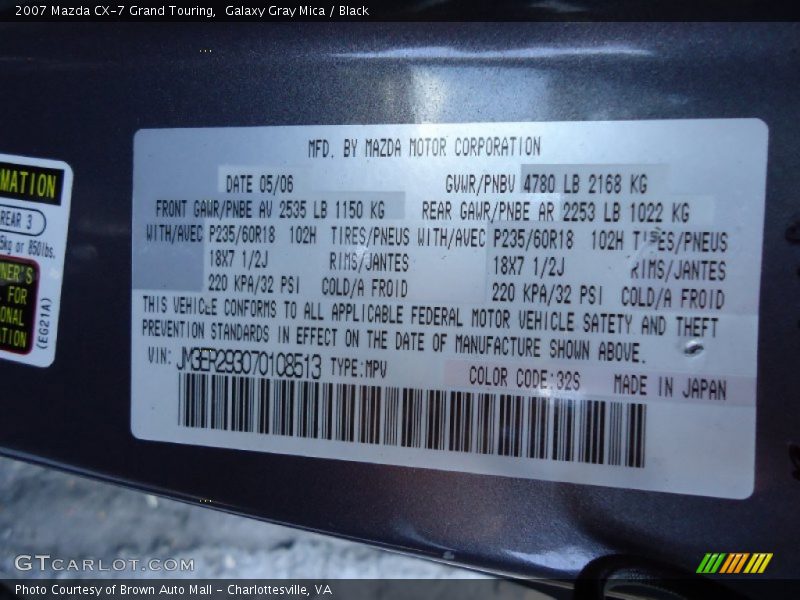 2007 Mazda CX-7 Grand Touring,  Galaxy Gray Mica / Black
MFD. BY MAZDA MOTOR CORPORATION
DATE 05/06 GVWR/PNBV 4780 LB 2168 KG
FRONT GAWR/PNBE AV 2535 LB 1150 KG REAR GAWR/PNBE AR 2253 LB 1022 KG
WITH/AVEC P235/60R18 102H TIRES/PNEUS WITH/AVEC P235/60R18 102H TIRES/PNEUS
18X7 1/2J RIMS/JANTES 18X7 1/2J RIMS/JANTES
220 KPA/32 PSI COLD/A FROID 220 KPA/32 PSI COLD/A FROID
THIS VEHICLE CONFORMS TO ALL APPLICABLE FEDERAL MOTOR VEHICLE SAFETY AND THEFT
PREVENTION STANDARDS IN EFFECT ON THE DATE OF MANUFACTURE SHOWN ABOVE.
VIN: JM3ER293070108513 TYPE:MPV COLOR CODE:32S MADE IN JAPAN
MATION
REAR 3
5kg or 850lbs.
NER'S
FOR
ONAL
TION
(EG21A)
GTCARLOT.COM
Photo Courtesy of Brown Auto Mall - Charlottesville, VA